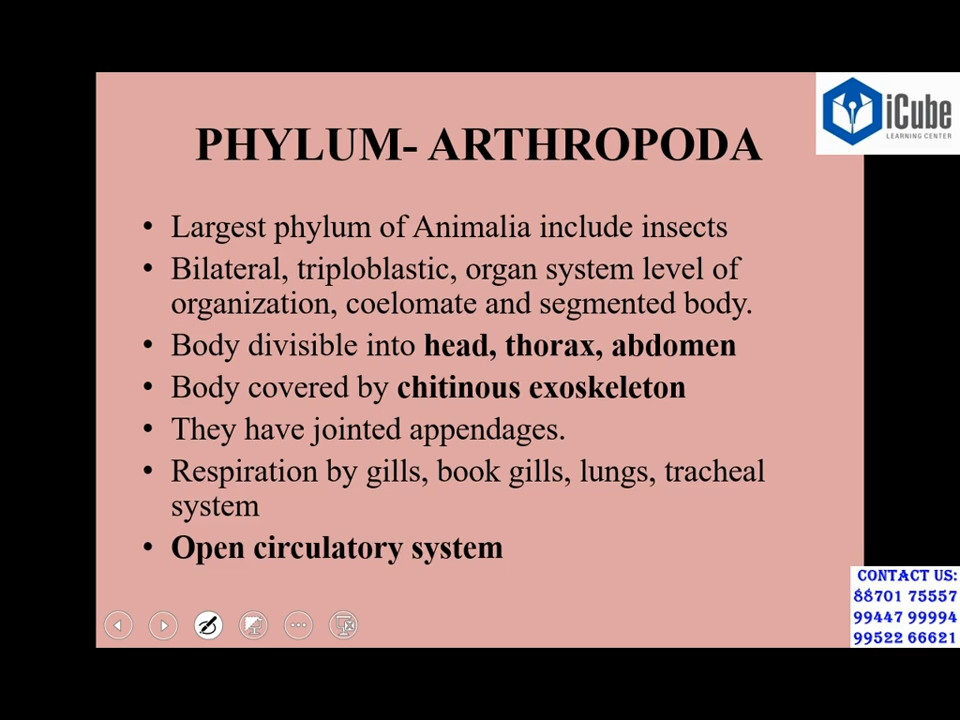 iCube
LEARNING CENTER
PHYLUM- ARTHROPODA
• Largest phylum of Animalia include insects
• Bilateral, triploblastic, organ system level of
organization, coelomate and segmented body.
• Body divisible into head, thorax, abdomen
• Body covered by chitinous exoskeleton
• They have jointed appendages.
• Respiration by gills, book gills, lungs, tracheal
system
• Open circulatory system
CONTACT US:
88701 75557
99447 99994
99522 66621